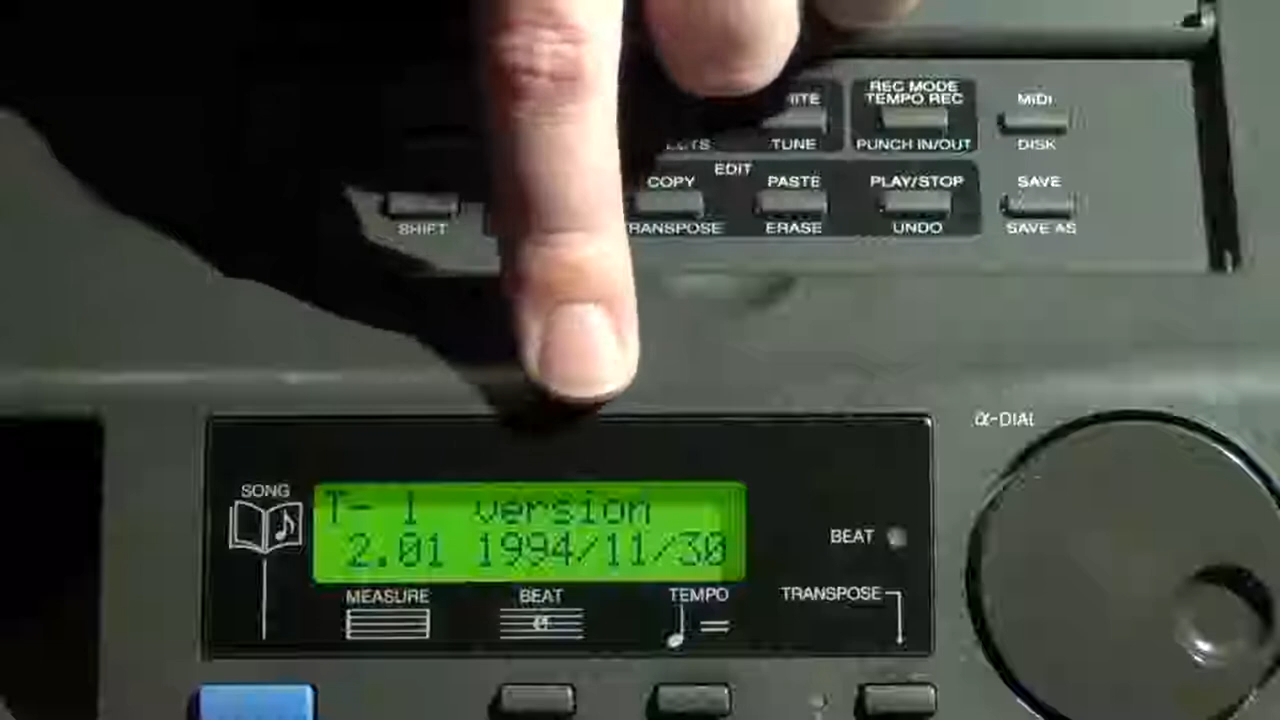 REC MODE
TEMPO REC
MIDI
TUNE
PUNCH IN/OUT
DISK
EDIT
COPY
PASTE
PLAY/STOP
SAVE
SHIFT
ERASE
UNDO
SAVE AS
α-DIAL
SONG
T- 1 version
2.01 1994/11/30
BEAT
MEASURE
BEAT
TEMPO
TRANSPOSE